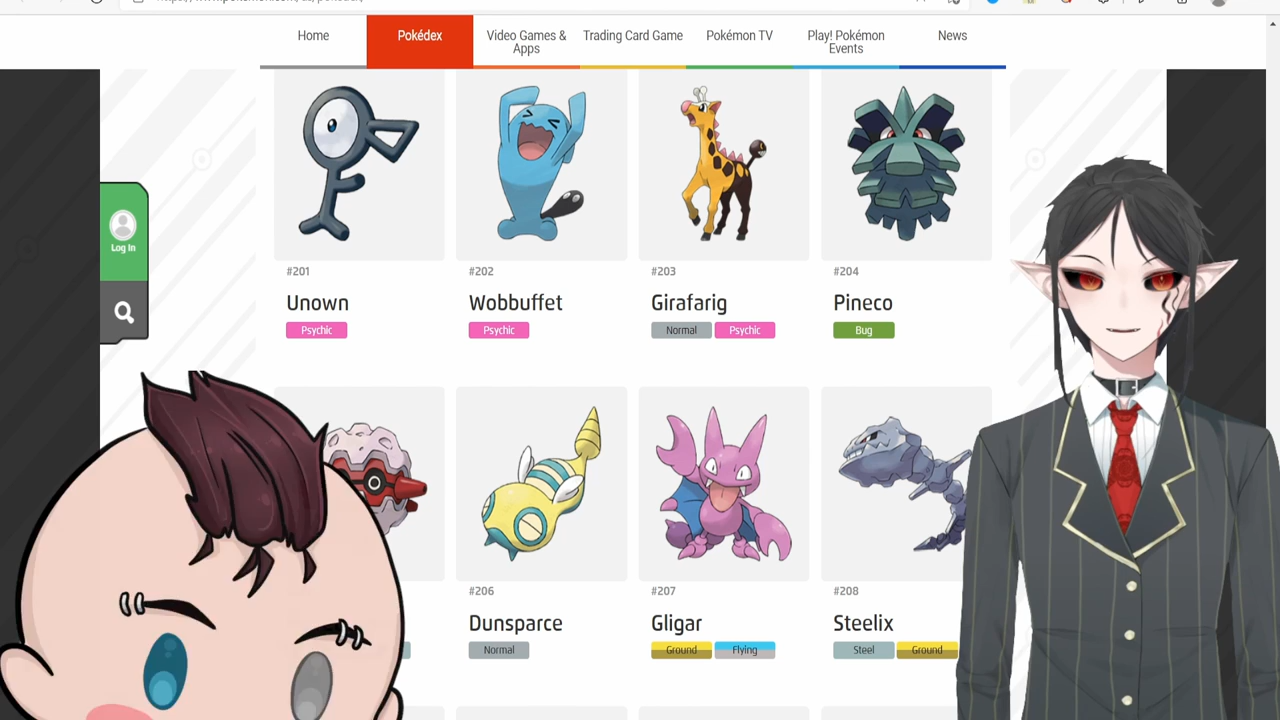 Home
Pokédex
Video Games &
Apps
Trading Card Game
Pokémon TV
Play! Pokémon
Events
News
Log In
#201
#202
#203
#204
Unown
Wobbuffet
Girafarig
Pineco
Psychic
Psychic
Normal
Psychic
Bug
#206
#207
#208
Dunsparce
Gligar
Steelix
Normal
Ground
Flying
Steel
Ground